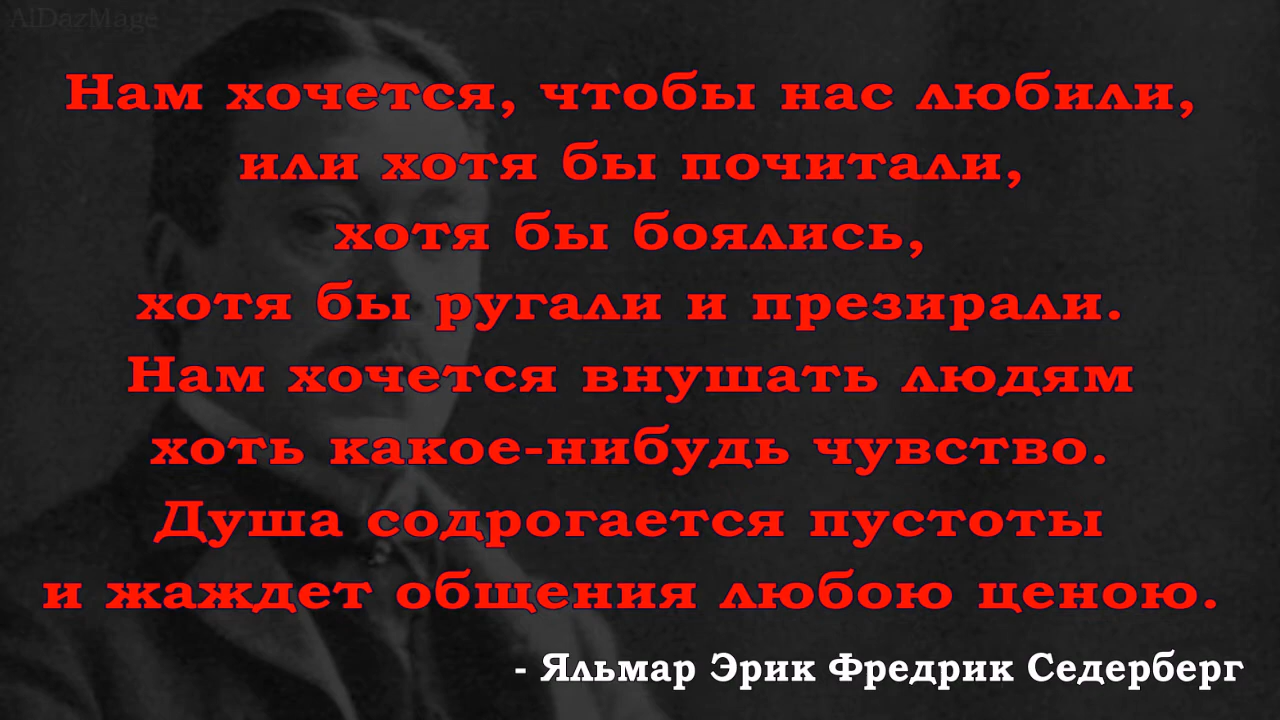 AlDazMage
Нам хочется, чтобы нас любили,
или хотя бы почитали,
хотя бы боялись,
хотя бы ругали и презирали.
Нам хочется внушать людям
хоть какое-нибудь чувство.
Душа содрогается пустоты
и жаждет общения любою ценою.
- Яльмар Эрик Фредрик Седерберг